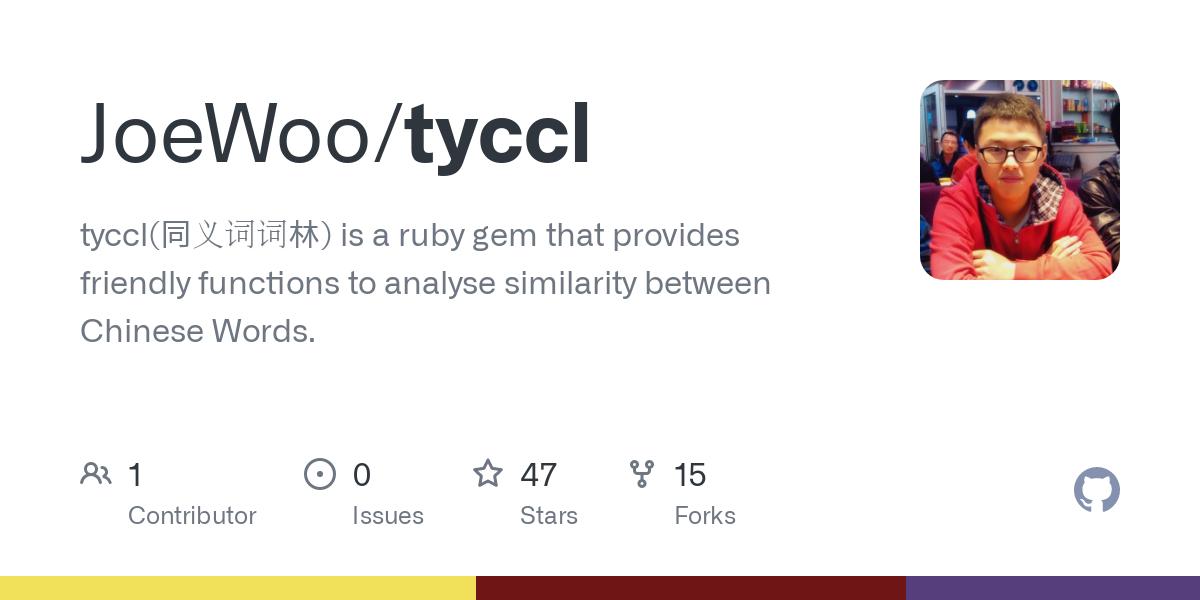 JoeWoo/tyccl
tyccl(同义词词林) is a ruby gem that provides
friendly functions to analyse similarity between
Chinese Words.
1
Contributor
0
Issues
47
Stars
15
Forks